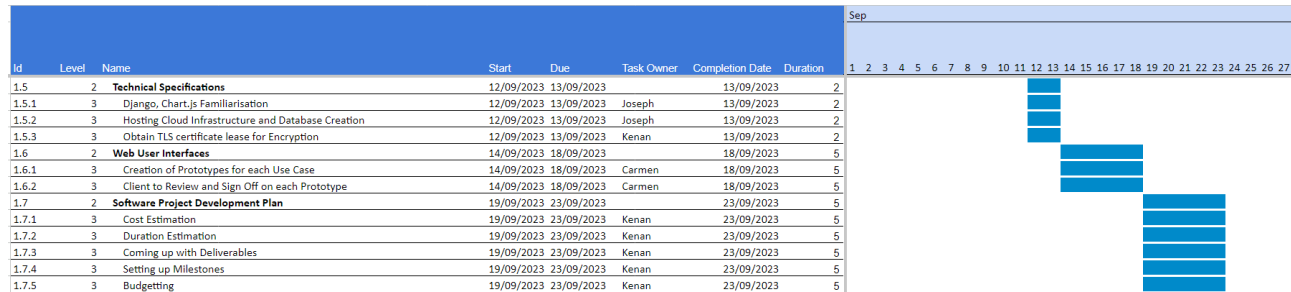 Sep
Id Level Name Start Due Task Owner Completion Date Duration 1 2 3 4 5 6 7 8 9 10 11 12 13 14 15 16 17 18 19 20 21 22 23 24 25 26 27
1.5 2 Technical Specifications 12/09/2023 13/09/2023 13/09/2023 2
1.5.1 3 Django, Chart.js Familiarisation 12/09/2023 13/09/2023 Joseph 13/09/2023 2
1.5.2 3 Hosting Cloud Infrastructure and Database Creation 12/09/2023 13/09/2023 Joseph 13/09/2023 2
1.5.3 3 Obtain TLS certificate lease for Encryption 12/09/2023 13/09/2023 Kenan 13/09/2023 2
1.6 2 Web User Interfaces 14/09/2023 18/09/2023 18/09/2023 5
1.6.1 3 Creation of Prototypes for each Use Case 14/09/2023 18/09/2023 Carmen 18/09/2023 5
1.6.2 3 Client to Review and Sign Off on each Prototype 14/09/2023 18/09/2023 Carmen 18/09/2023 5
1.7 2 Software Project Development Plan 19/09/2023 23/09/2023 23/09/2023 5
1.7.1 3 Cost Estimation 19/09/2023 23/09/2023 Kenan 23/09/2023 5
1.7.2 3 Duration Estimation 19/09/2023 23/09/2023 Kenan 23/09/2023 5
1.7.3 3 Coming up with Deliverables 19/09/2023 23/09/2023 Kenan 23/09/2023 5
1.7.4 3 Setting up Milestones 19/09/2023 23/09/2023 Kenan 23/09/2023 5
1.7.5 3 Budgetting 19/09/2023 23/09/2023 Kenan 23/09/2023 5